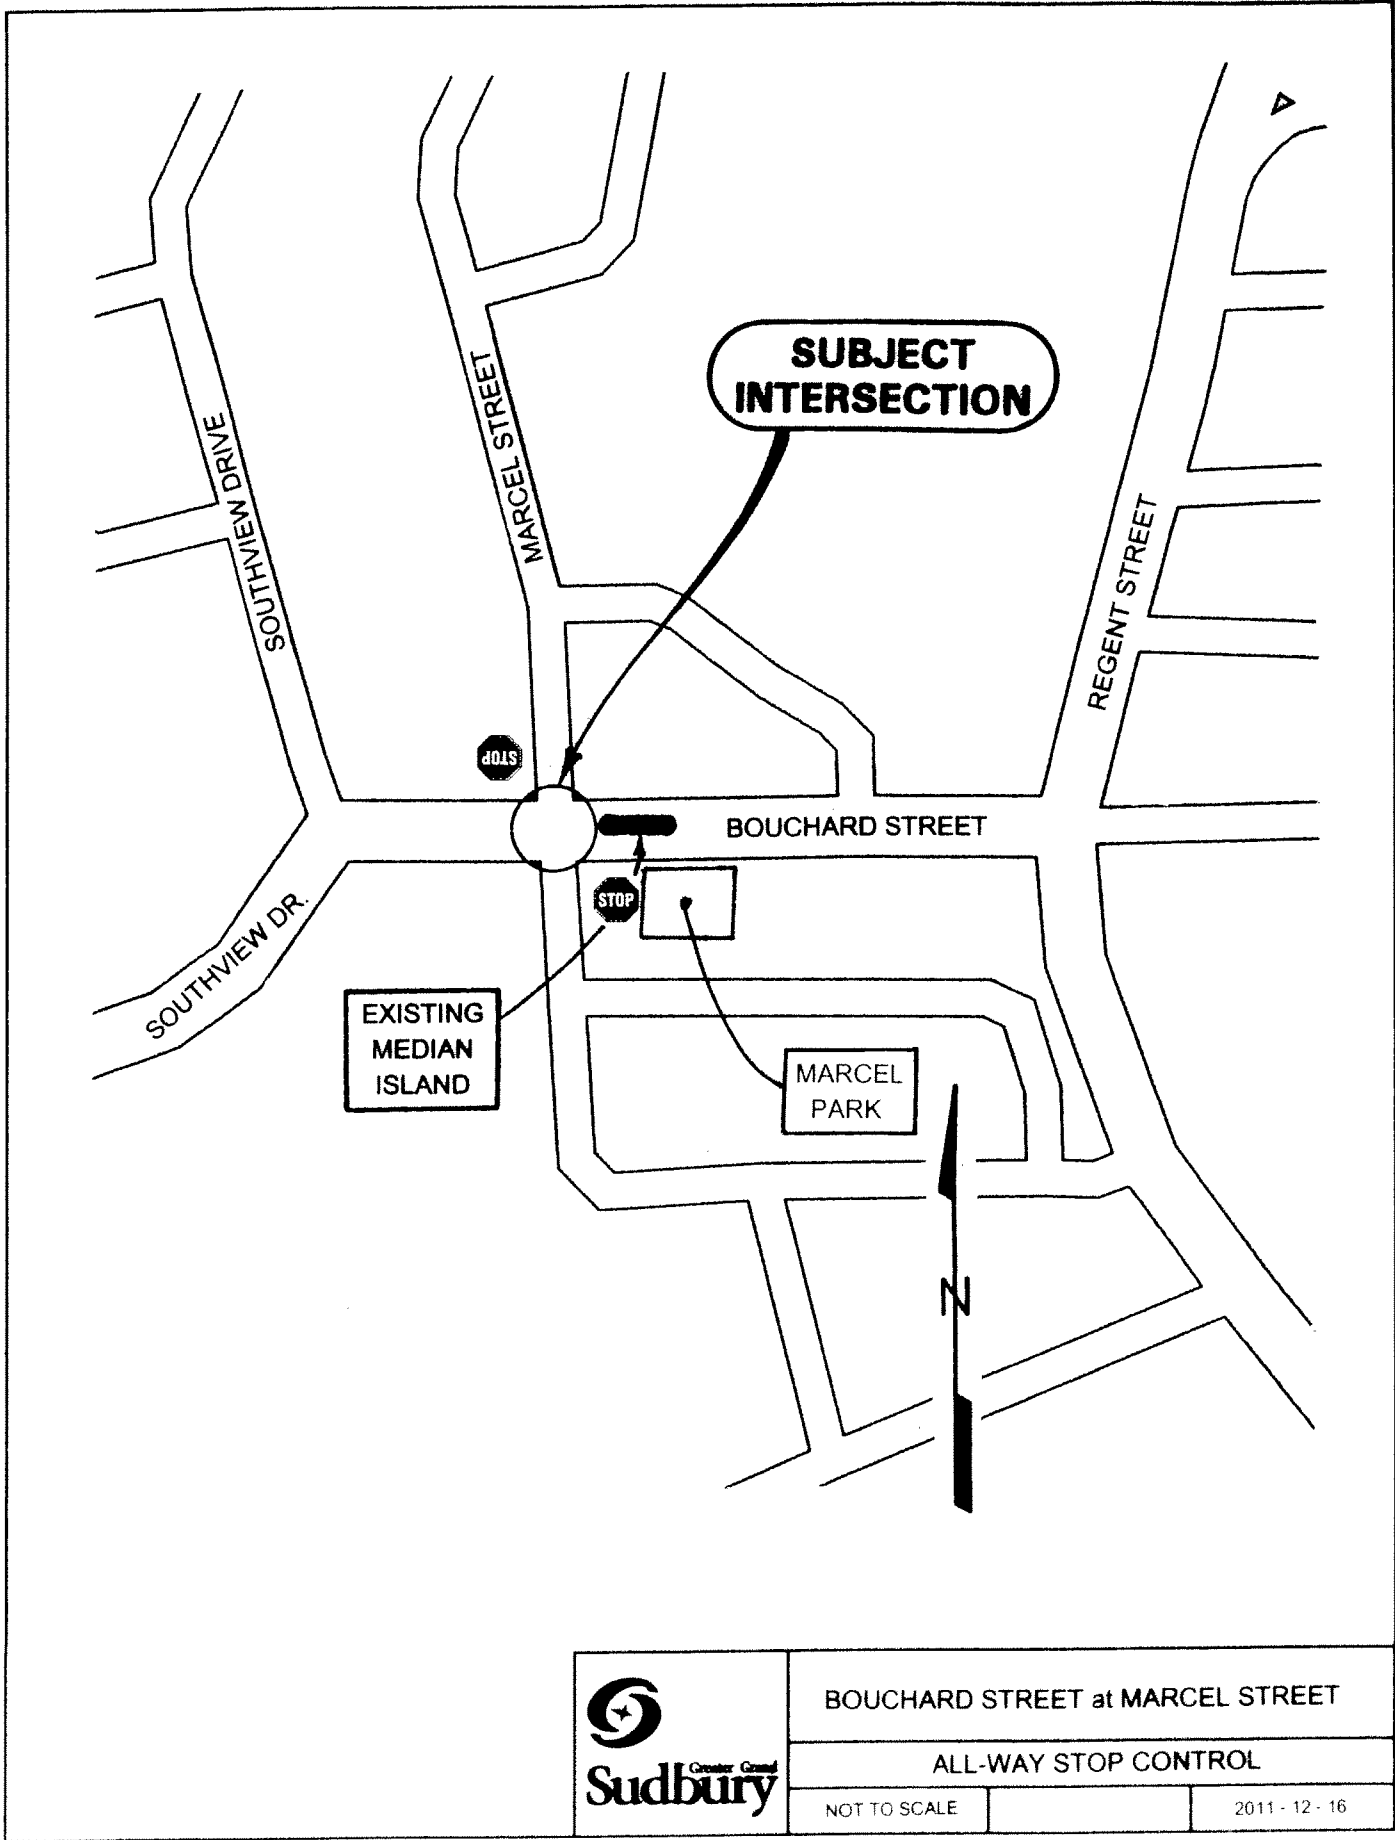 SUBJECT
INTERSECTION
SOUTHVIEW DRIVE
MARCEL STREET
REGENT STREET
STOP
BOUCHARD STREET
STOP
SOUTHVIEW DR.
EXISTING
MEDIAN
ISLAND
MARCEL
PARK
N
Greater Grand
Sudbury
BOUCHARD STREET at MARCEL STREET
ALL-WAY STOP CONTROL
NOT TO SCALE
2011 - 12 - 16